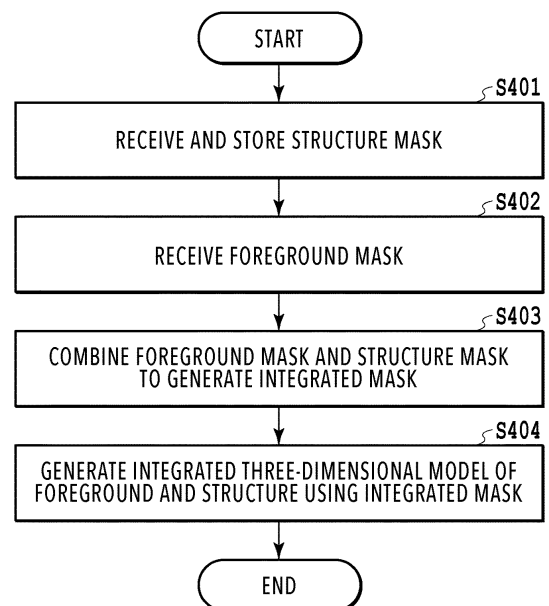 START
S401
RECEIVE AND STORE STRUCTURE MASK
S402
RECEIVE FOREGROUND MASK
S403
COMBINE FOREGROUND MASK AND STRUCTURE MASK
TO GENERATE INTEGRATED MASK
S404
GENERATE INTEGRATED THREE-DIMENSIONAL MODEL OF
FOREGROUND AND STRUCTURE USING INTEGRATED MASK
END